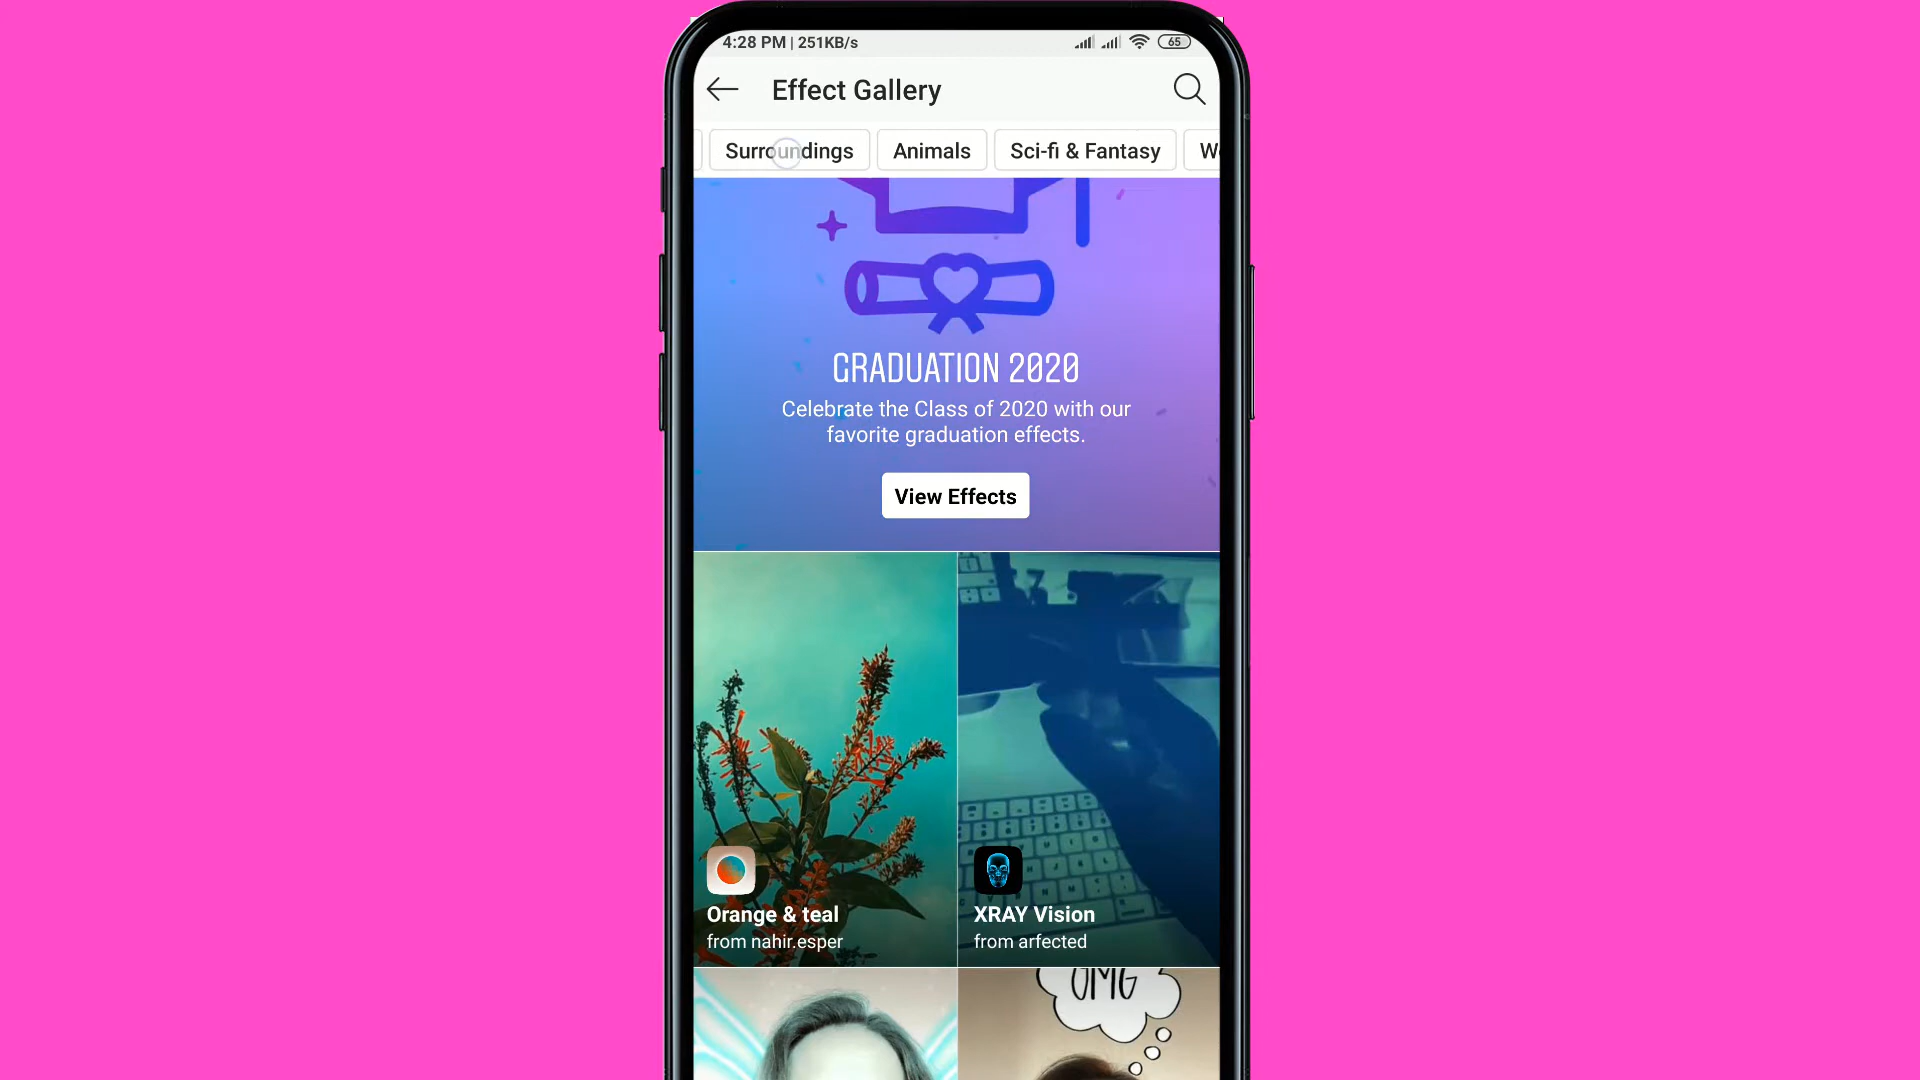 4:28 PM | 251KB/s
65
Effect Gallery
Surroundings
Animals
Sci-fi & Fantasy
GRADUATION 2020
Celebrate the Class of 2020 with our
favorite graduation effects.
View Effects
Orange & teal
from nahir.esper
XRAY Vision
from arfected
OMG